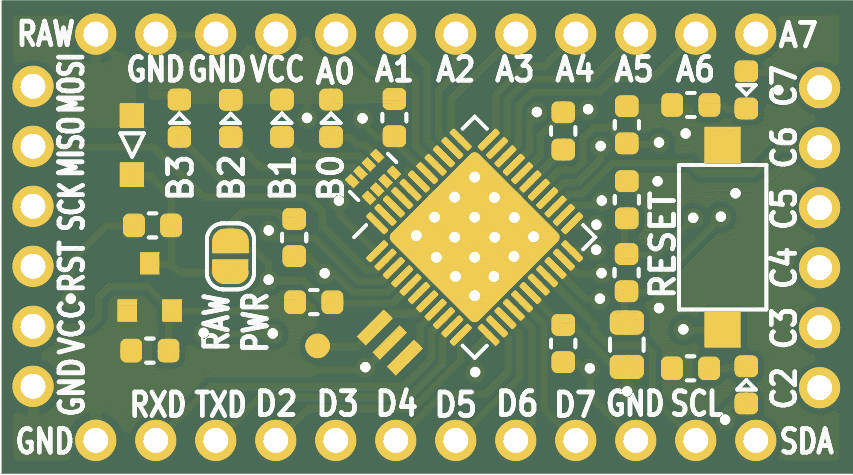 RAW
GND GND VCC A0 A1 A2 A3 A4 A5 A6
A7
MOSI
MISO
SCK
RST
VCC
GND
B3
B2
B1
B0
RAW
PWR
RESET
C7
C6
C5
C4
C3
C2
RXD TXD D2 D3 D4 D5 D6 D7 GND SCL
GND
SDA